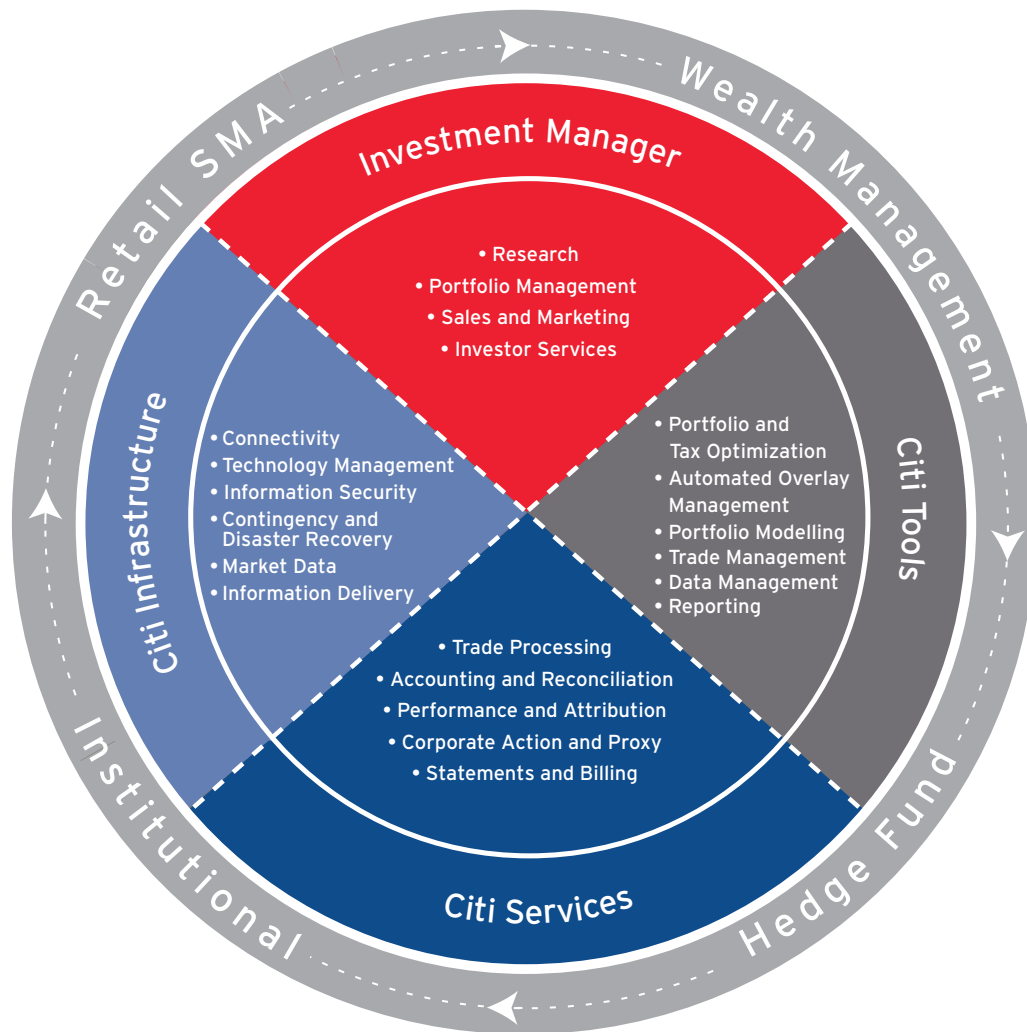 Retail SMA
Wealth Management
Hedge Fund
Institutional
Investment Manager
• Research
• Portfolio Management
• Sales and Marketing
• Investor Services
Citi Infrastructure
• Connectivity
• Technology Management
• Information Security
• Contingency and
Disaster Recovery
• Market Data
• Information Delivery
Citi Tools
• Portfolio and
Tax Optimization
• Automated Overlay
Management
• Portfolio Modelling
• Trade Management
• Data Management
• Reporting
• Trade Processing
• Accounting and Reconciliation
• Performance and Attribution
• Corporate Action and Proxy
• Statements and Billing
Citi Services